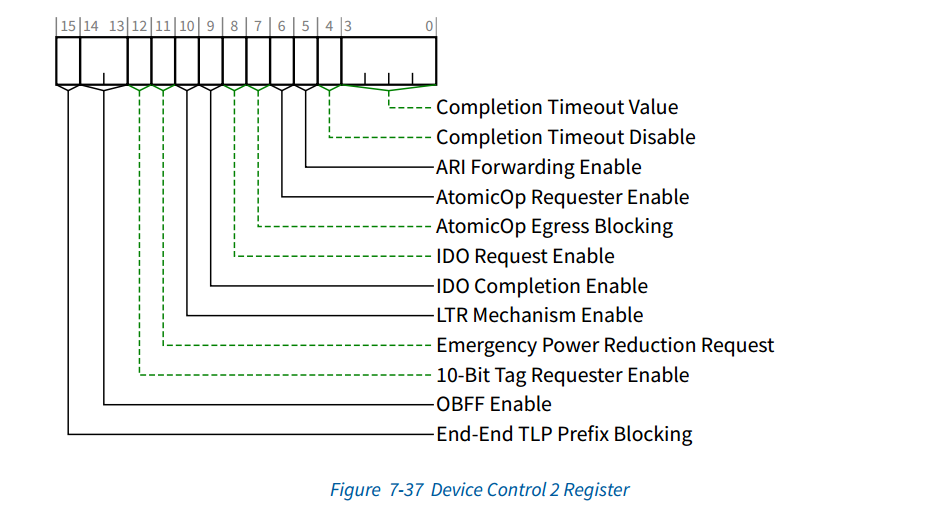 15 14 13 12 11 10 9 8 7 6 5 4 3 0
Completion Timeout Value
Completion Timeout Disable
ARI Forwarding Enable
AtomicOp Requester Enable
AtomicOp Egress Blocking
IDO Request Enable
IDO Completion Enable
LTR Mechanism Enable
Emergency Power Reduction Request
10-Bit Tag Requester Enable
OBFF Enable
End-End TLP Prefix Blocking
Figure 7-37 Device Control 2 Register